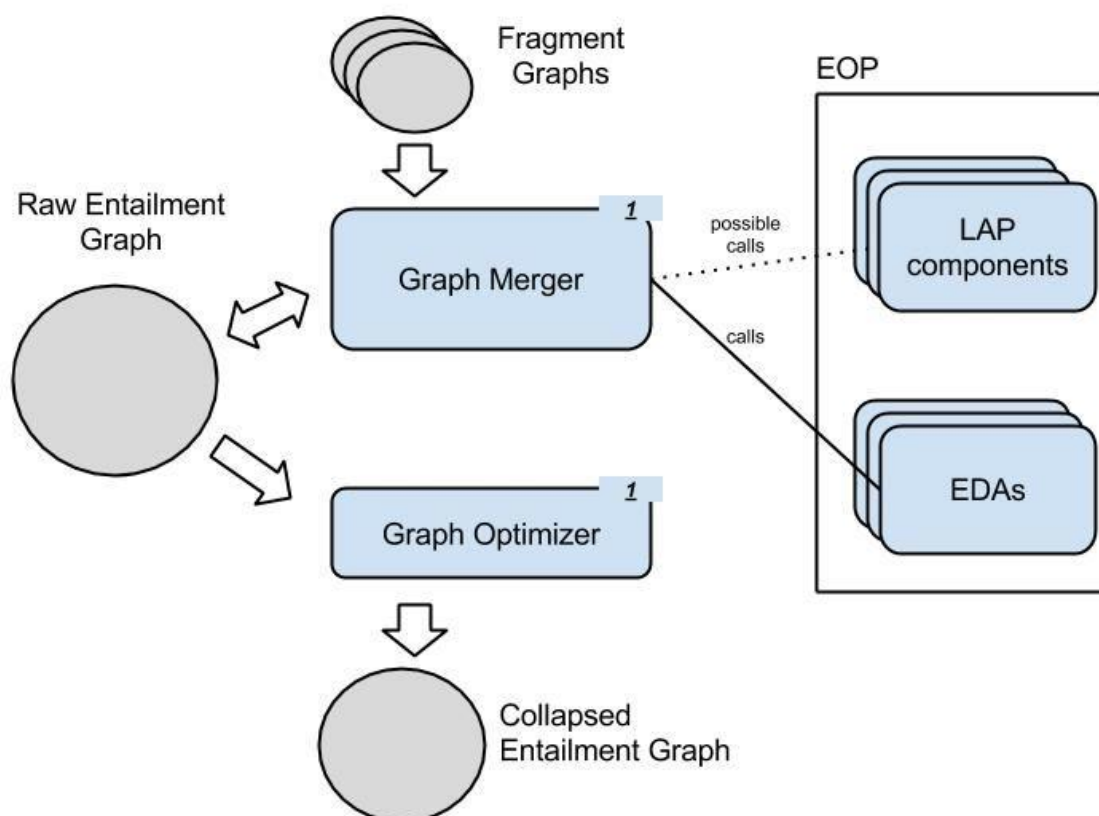 Fragment
Graphs
EOP
Raw Entailment
Graph
1
Graph Merger
possible
calls
LAP
components
calls
1
Graph Optimizer
EDAs
Collapsed
Entailment Graph